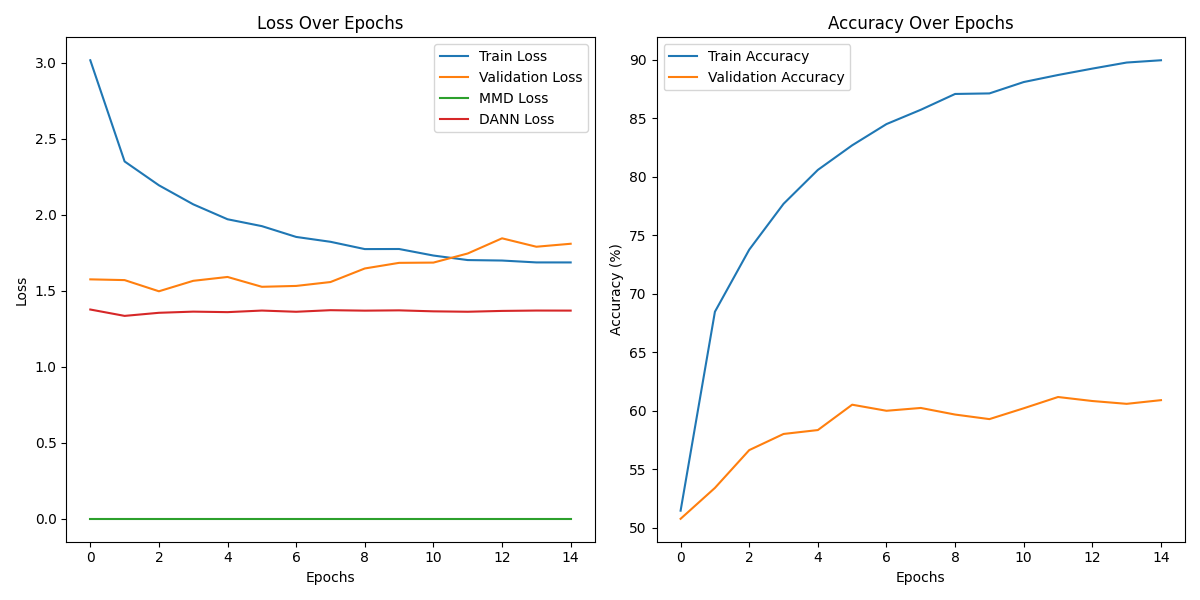 Loss Over Epochs
Train Loss
Validation Loss
MMD Loss
DANN Loss
3.0
2.5
2.0
1.5
1.0
0.5
0.0
Loss
0 2 4 6 8 10 12 14
Epochs
Accuracy Over Epochs
Train Accuracy
Validation Accuracy
90
85
80
75
70
65
60
55
50
Accuracy (%)
0 2 4 6 8 10 12 14
Epochs